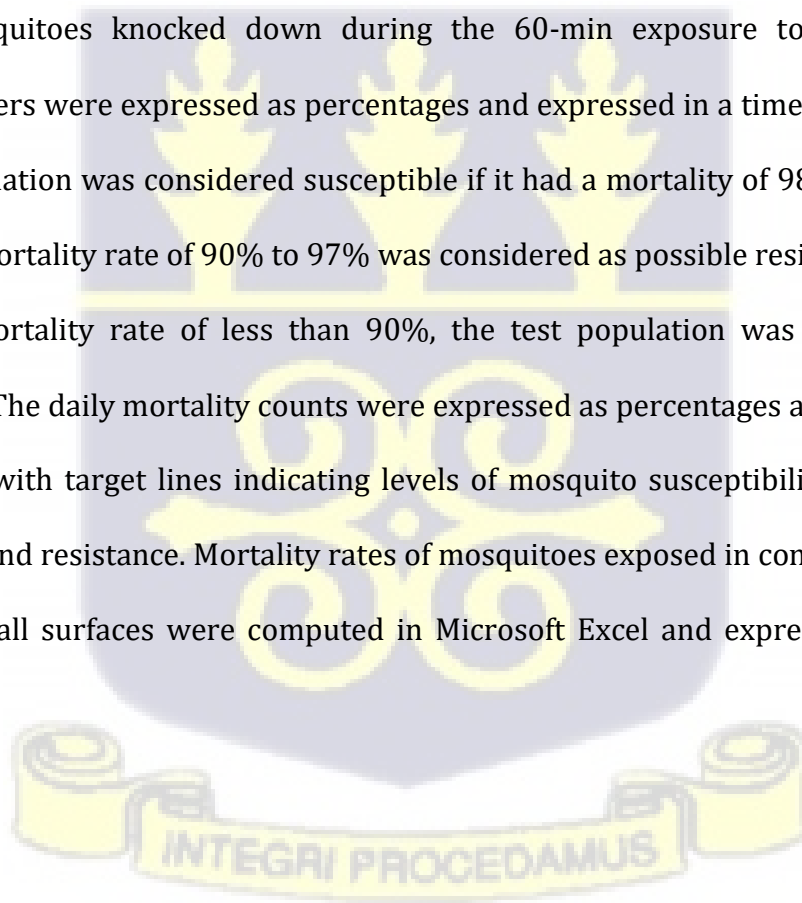 quitoes knocked down during the 60-min exposure to
ers were expressed as percentages and expressed in a time
lation was considered susceptible if it had a mortality of 98
ortality rate of 90% to 97% was considered as possible resi
ortality rate of less than 90%, the test population was
The daily mortality counts were expressed as percentages a
with target lines indicating levels of mosquito susceptibili
nd resistance. Mortality rates of mosquitoes exposed in con
all surfaces were computed in Microsoft Excel and expre
INTEGRI PROCEDAMUS